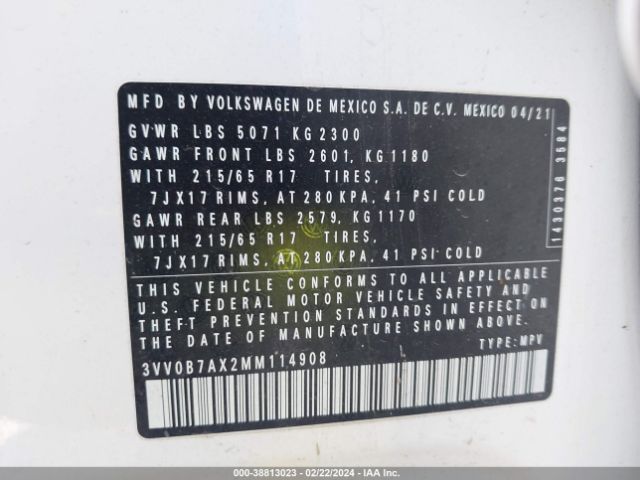 MFD BY VOLKSWAGEN DE MEXICO S.A. DE C.V. MEXICO 04/21
GVWR LBS 5071 KG 2300
GAWR FRONT LBS 2601, KG 1180
WITH 215/65 R17 TIRES,
7JX17 RIMS, AT 280 KPA, 41 PSI COLD
GAWR REAR LBS 2579, KG 1170
WITH 215/65 R17 TIRES,
7JX17 RIMS, AT 280 KPA, 41 PSI COLD
THIS VEHICLE CONFORMS TO ALL APPLICABLE
U.S. FEDERAL MOTOR VEHICLE SAFETY AND
THEFT PREVENTION STANDARDS IN EFFECT ON
THE DATE OF MANUFACTURE SHOWN ABOVE.
3VV0B7AX2MM114908 TYPE: MPV
1430376 3584
000-38813023 - 02/22/2024 - IAA Inc.